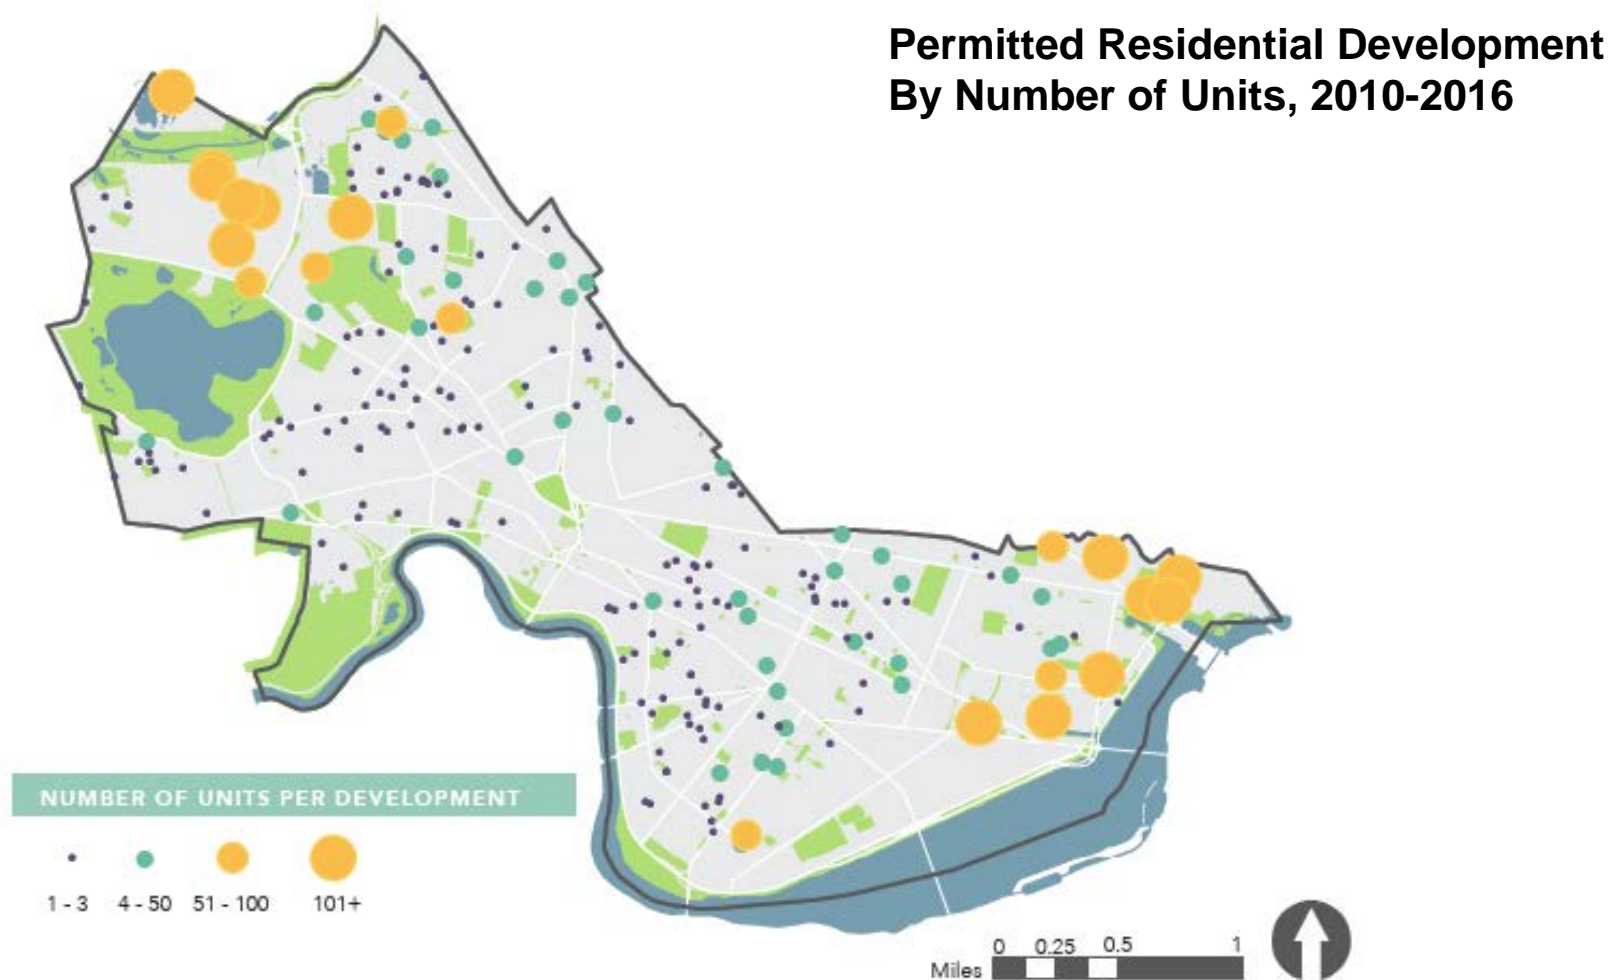 Permitted Residential Development
By Number of Units, 2010-2016
NUMBER OF UNITS PER DEVELOPMENT
1 - 3 4 - 50 51 - 100 101+
0 0.25 0.5 1
Miles